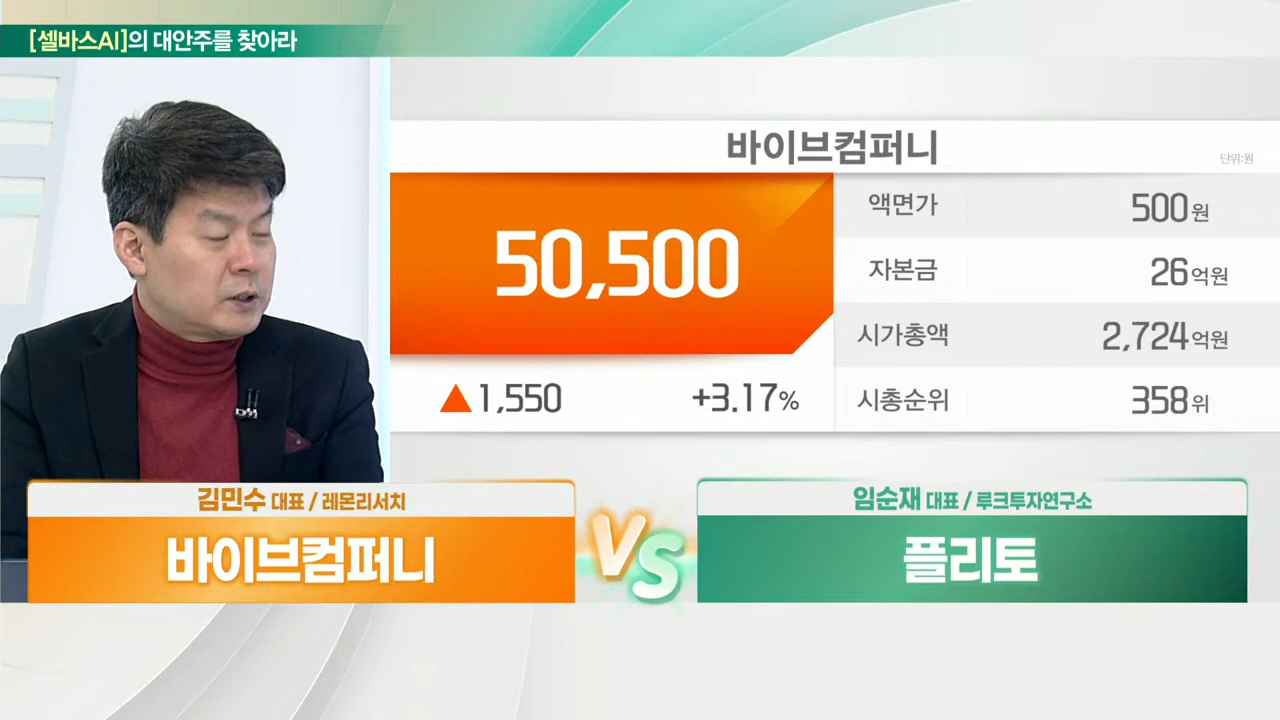 [셀바스AI]의 대안주를 찾아라
바이브컴퍼니
단위:원
50,500
▲1,550 +3.17%
액면가 500원
자본금 26억원
시가총액 2,724억원
시총순위 358위
김민수 대표 / 레몬리서치
바이브컴퍼니
VS
임순재 대표 / 루크투자연구소
플리토